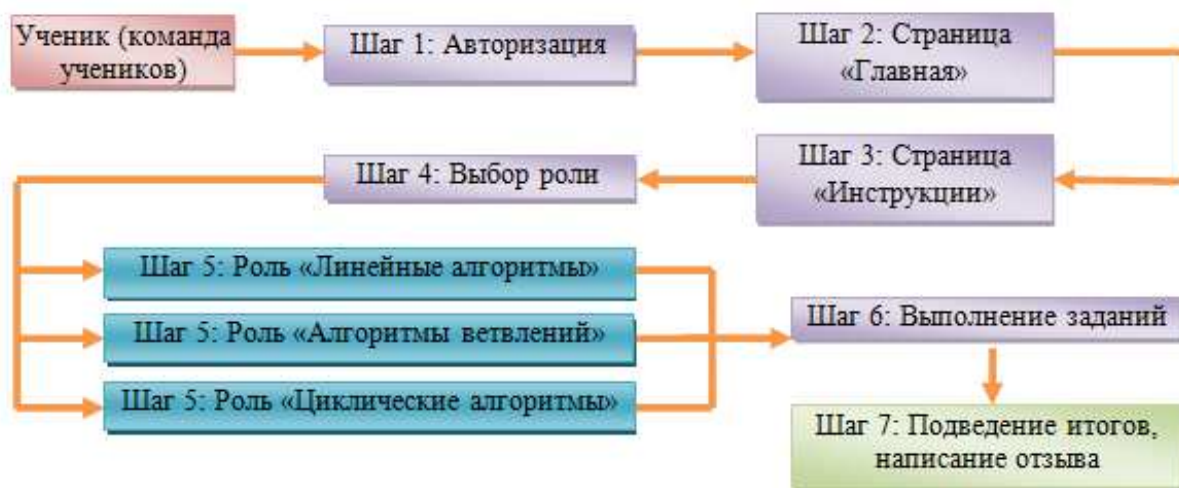 Ученик (команда
учеников)
Шаг 1: Авторизация
Шаг 2: Страница
«Главная»
Шаг 3: Страница
«Инструкции»
Шаг 4: Выбор роли
Шаг 5: Роль «Линейные алгоритмы»
Шаг 5: Роль «Алгоритмы ветвлений»
Шаг 5: Роль «Циклические алгоритмы»
Шаг 6: Выполнение заданий
Шаг 7: Подведение итогов,
написание отзыва